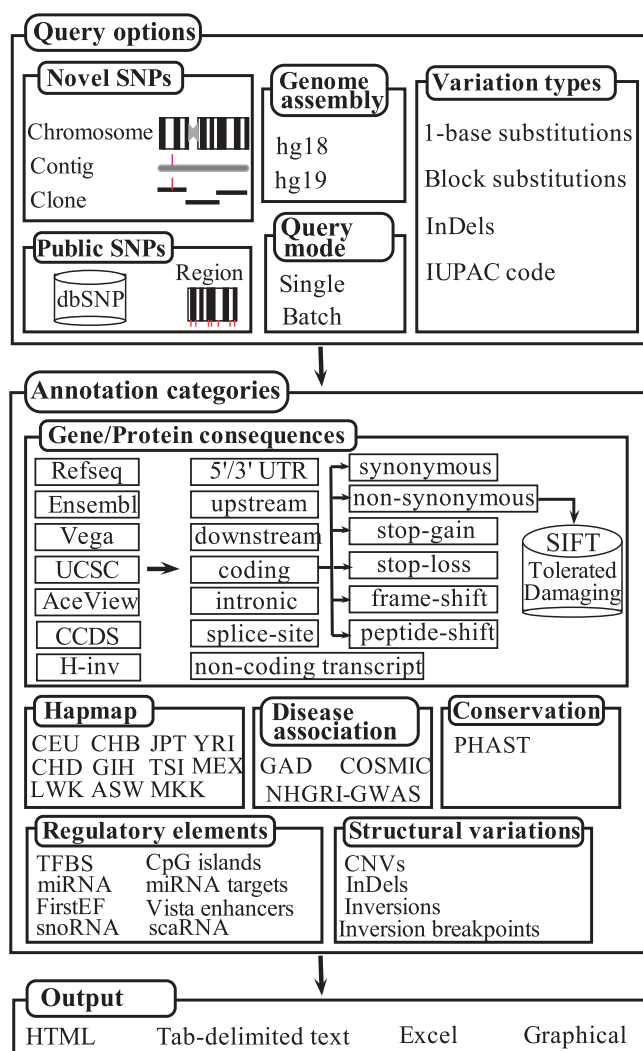 Query options
Novel SNPs
Chromosome
Contig
Clone
Public SNPs
dbSNP
Region
Genome
assembly
hg18
hg19
Query
mode
Single
Batch
Variation types
1-base substitutions
Block substitutions
InDels
IUPAC code
Annotation categories
Gene/Protein consequences
Refseq
Ensembl
Vega
UCSC
AceView
CCDS
H-inv
5'/3' UTR
upstream
downstream
coding
intronic
splice-site
non-coding transcript
synonymous
non-synonymous
stop-gain
stop-loss
frame-shift
peptide-shift
SIFT
Tolerated
Damaging
Hapmap
CEU CHB JPT YRI
CHD GIH TSI MEX
LWK ASW MKK
Disease
association
GAD COSMIC
NHGRI-GWAS
Conservation
PHAST
Regulatory elements
TFBS CpG islands
miRNA miRNA targets
FirstEF Vista enhancers
snoRNA scaRNA
Structural variations
CNVs
InDels
Inversions
Inversion breakpoints
Output
HTML Tab-delimited text Excel Graphical